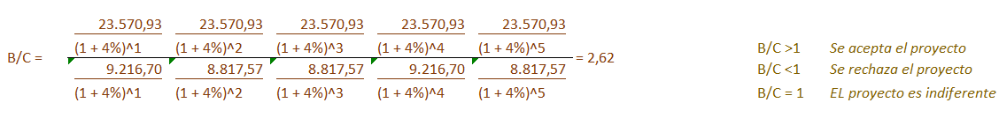 23.570,93 23.570,93 23.570,93 23.570,93 23.570,93
(1 + 4%)^1 (1 + 4%)^2 (1 + 4%)^3 (1 + 4%)^4 (1 + 4%)^5 B/C >1 Se acepta el proyecto
B/C = = 2,62
9.216,70 8.817,57 8.817,57 9.216,70 8.817,57 B/C <1 Se rechaza el proyecto
(1 + 4%)^1 (1 + 4%)^2 (1 + 4%)^3 (1 + 4%)^4 (1 + 4%)^5 B/C = 1 EL proyecto es indiferente